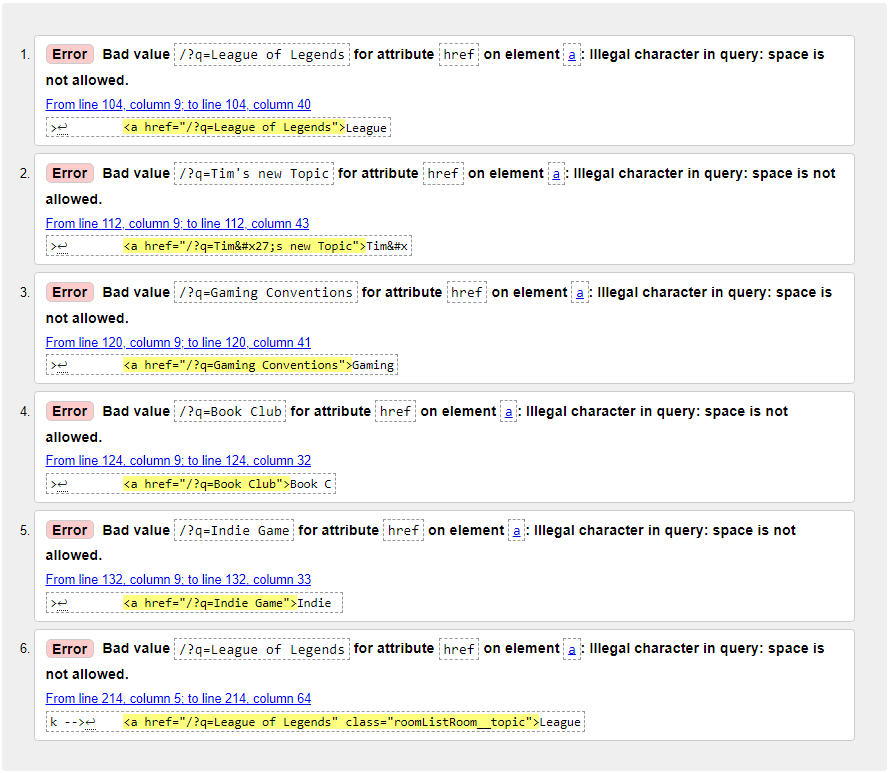 1. Error Bad value /?q=League of Legends for attribute href on element a: Illegal character in query: space is
not allowed.
From line 104, column 9; to line 104, column 40
>↩ <a href="/?q=League of Legends">League
2. Error Bad value /?q=Tim's new Topic for attribute href on element a: Illegal character in query: space is not
allowed.
From line 112, column 9; to line 112, column 43
>↩ <a href="/?q=Tim&#x27;s new Topic">Tim&#x
3. Error Bad value /?q=Gaming Conventions for attribute href on element a: Illegal character in query: space is
not allowed.
From line 120, column 9; to line 120, column 41
>↩ <a href="/?q=Gaming Conventions">Gaming
4. Error Bad value /?q=Book Club for attribute href on element a: Illegal character in query: space is not
allowed.
From line 124, column 9; to line 124, column 32
>↩ <a href="/?q=Book Club">Book C
5. Error Bad value /?q=Indie Game for attribute href on element a: Illegal character in query: space is not
allowed.
From line 132, column 9; to line 132, column 33
>↩ <a href="/?q=Indie Game">Indie
6. Error Bad value /?q=League of Legends for attribute href on element a: Illegal character in query: space is
not allowed.
From line 214, column 5; to line 214, column 64
k -->↩ <a href="/?q=League of Legends" class="roomListRoom__topic">League